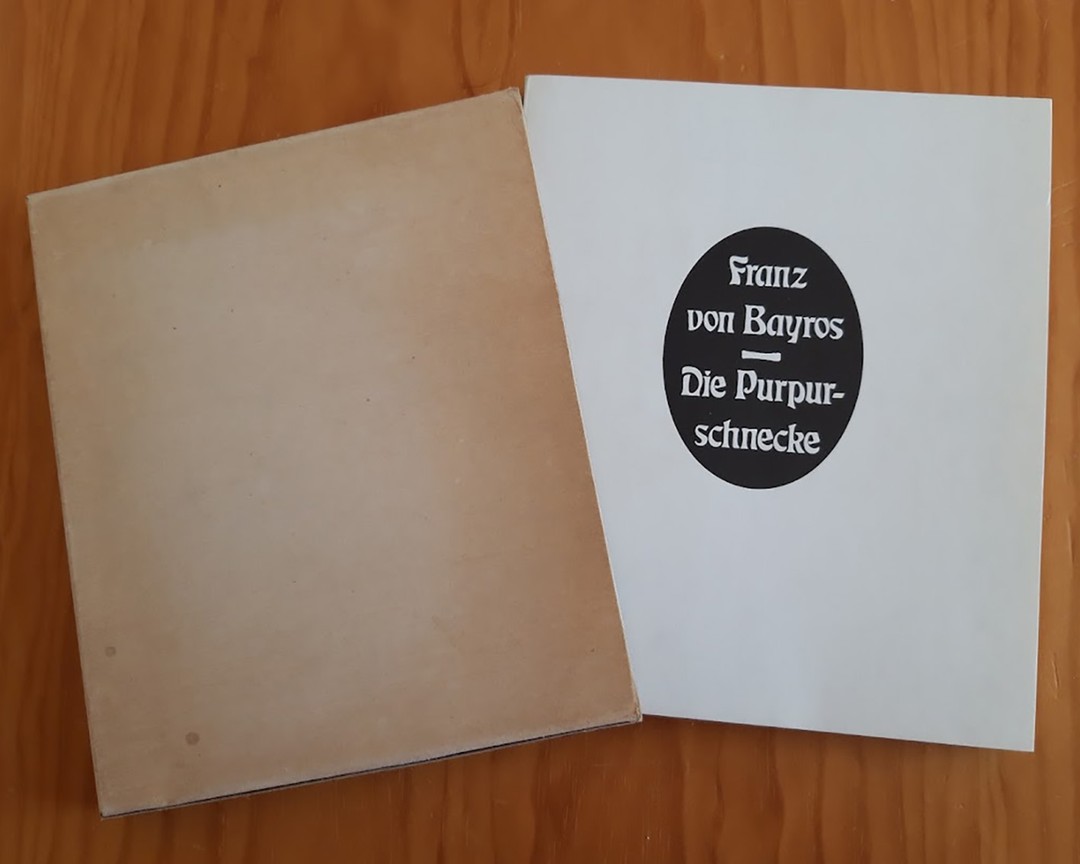 Franz
von Bayros
Die Purpur-
schnecke